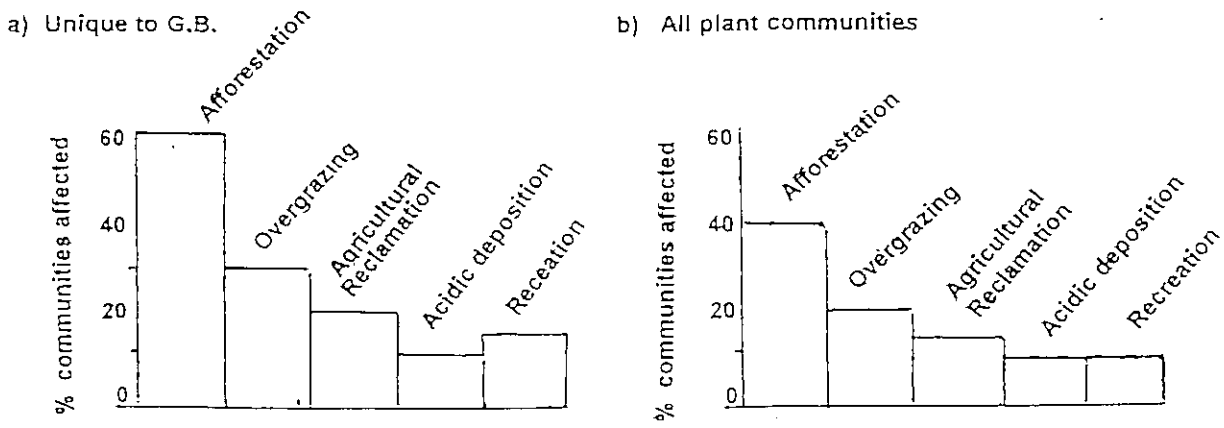 a) Unique to G.B.
% communities affected
60
40
20
0
Afforestation
Overgrazing
Agricultural
Reclamation
Acidic deposition
Receation
b) All plant communities
% communities affected
60
40
20
0
Afforestation
Overgrazing
Agricultural
Reclamation
Acidic deposition
Recreation